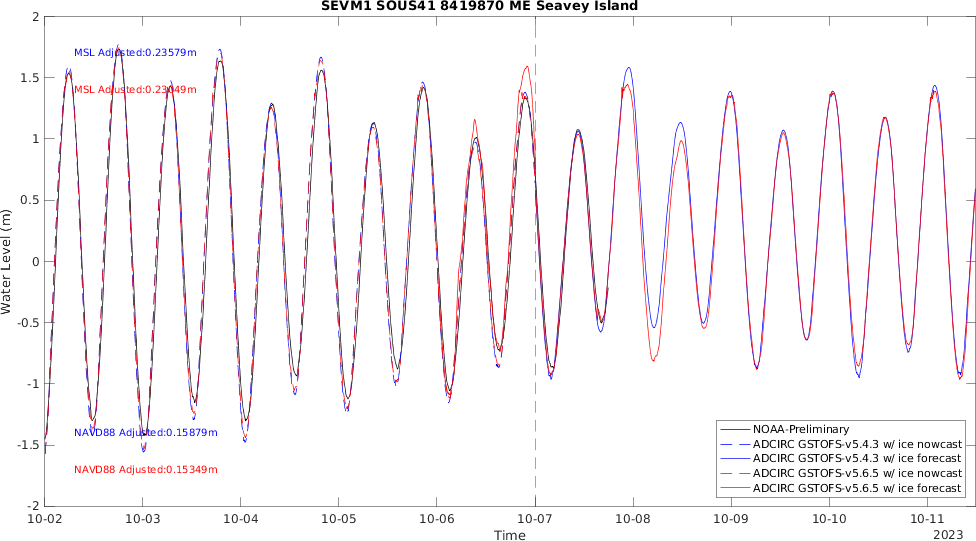 SEVM1 SOUS41 8419870 ME Seavey Island
2
1.5
1
0.5
0
-0.5
-1
-1.5
-2
Water Level (m)
MSL Adjusted:0.23579m
MSL Adjusted:0.23049m
NAVD88 Adjusted:0.15879m
NAVD88 Adjusted:0.15349m
NOAA-Preliminary
ADCIRC GSTOFS-v5.4.3 w/ ice nowcast
ADCIRC GSTOFS-v5.4.3 w/ ice forecast
ADCIRC GSTOFS-v5.6.5 w/ ice nowcast
ADCIRC GSTOFS-v5.6.5 w/ ice forecast
10-02 10-03 10-04 10-05 10-06 10-07 10-08 10-09 10-10 10-11
Time
2023